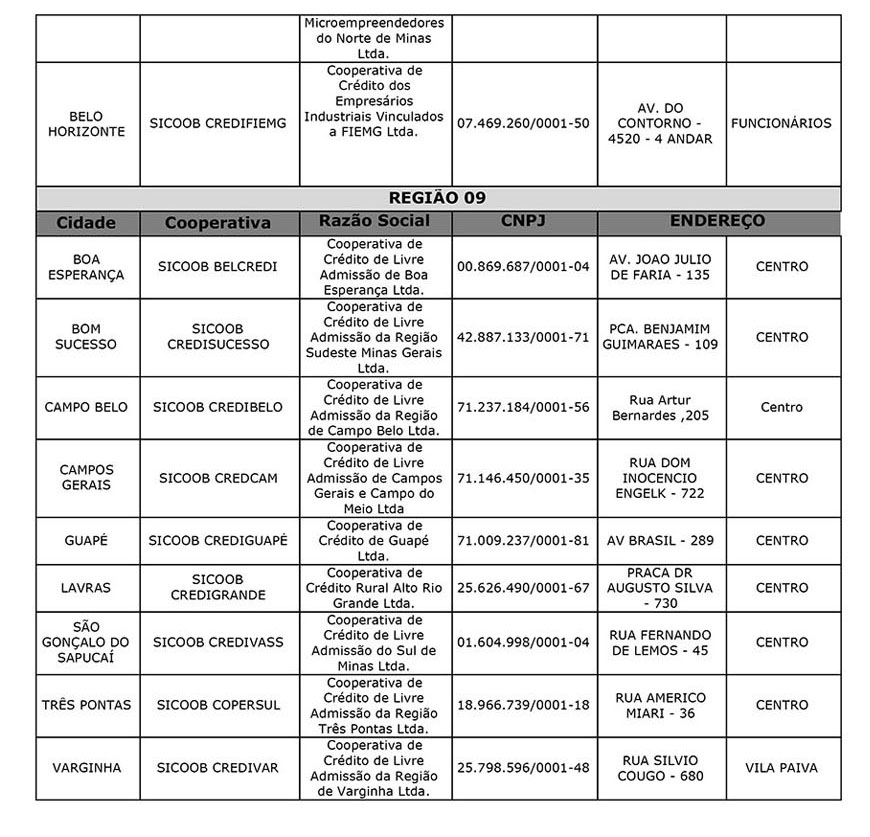 Microempreendedores
do Norte de Minas
Ltda.
BELO
HORIZONTE
SICOOB CREDIFIEMG
Cooperativa de
Crédito dos
Empresários
Industriais Vinculados
a FIEMG Ltda.
07.469.260/0001-50
AV. DO
CONTORNO -
4520 - 4 ANDAR
FUNCIONÁRIOS
REGIÃO 09
Cidade
Cooperativa
Razão Social
CNPJ
ENDEREÇO
BOA
ESPERANÇA
SICOOB BELCREDI
Cooperativa de
Crédito de Livre
Admissão de Boa
Esperança Ltda.
00.869.687/0001-04
AV. JOAO JULIO
DE FARIA - 135
CENTRO
BOM
SUCESSO
SICOOB
CREDISUCESSO
Cooperativa de
Crédito de Livre
Admissão da Região
Sudeste Minas Gerais
Ltda.
42.887.133/0001-71
PCA. BENJAMIM
GUIMARAES - 109
CENTRO
CAMPO BELO
SICOOB CREDIBELO
Cooperativa de
Crédito de Livre
Admissão da Região
de Campo Belo Ltda.
71.237.184/0001-56
Rua Artur
Bernardes ,205
Centro
CAMPOS
GERAIS
SICOOB CREDCAM
Cooperativa de
Crédito de Livre
Admissão de Campos
Gerais e Campo do
Meio Ltda
71.146.450/0001-35
RUA DOM
INOCENCIO
ENGELK - 722
CENTRO
GUAPÉ
SICOOB CREDIGUAPÉ
Cooperativa de
Crédito de Guapé
Ltda.
71.009.237/0001-81
AV BRASIL - 289
CENTRO
LAVRAS
SICOOB
CREDIGRANDE
Cooperativa de
Crédito Rural Alto Rio
Grande Ltda.
25.626.490/0001-67
PRACA DR
AUGUSTO SILVA
- 730
CENTRO
SÃO
GONÇALO DO
SAPUCAÍ
SICOOB CREDIVASS
Cooperativa de
Crédito de Livre
Admissão do Sul de
Minas Ltda.
01.604.998/0001-04
RUA FERNANDO
DE LEMOS - 45
CENTRO
TRÊS PONTAS
SICOOB COPERSUL
Cooperativa de
Crédito de Livre
Admissão da Região
Três Pontas Ltda.
18.966.739/0001-18
RUA AMERICO
MIARI - 36
CENTRO
VARGINHA
SICOOB CREDIVAR
Cooperativa de
Crédito de Livre
Admissão da Região
de Varginha Ltda.
25.798.596/0001-48
RUA SILVIO
COUGO - 680
VILA PAIVA